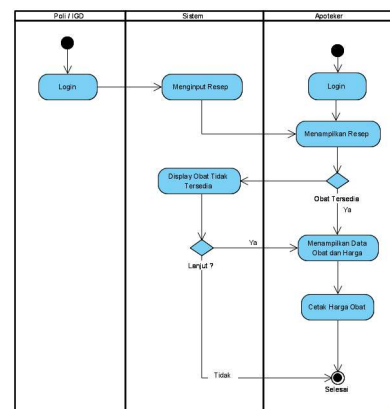 Poli / IGD
Sistem
Apoteker
Login
Menginput Resep
Login
Menampilkan Resep
Display Obat Tidak
Tersedia
Obat Tersedia
Ya
Lanjut ?
Ya
Menampilkan Data
Obat dan Harga
Cetak Harga Obat
Tidak
Selesai